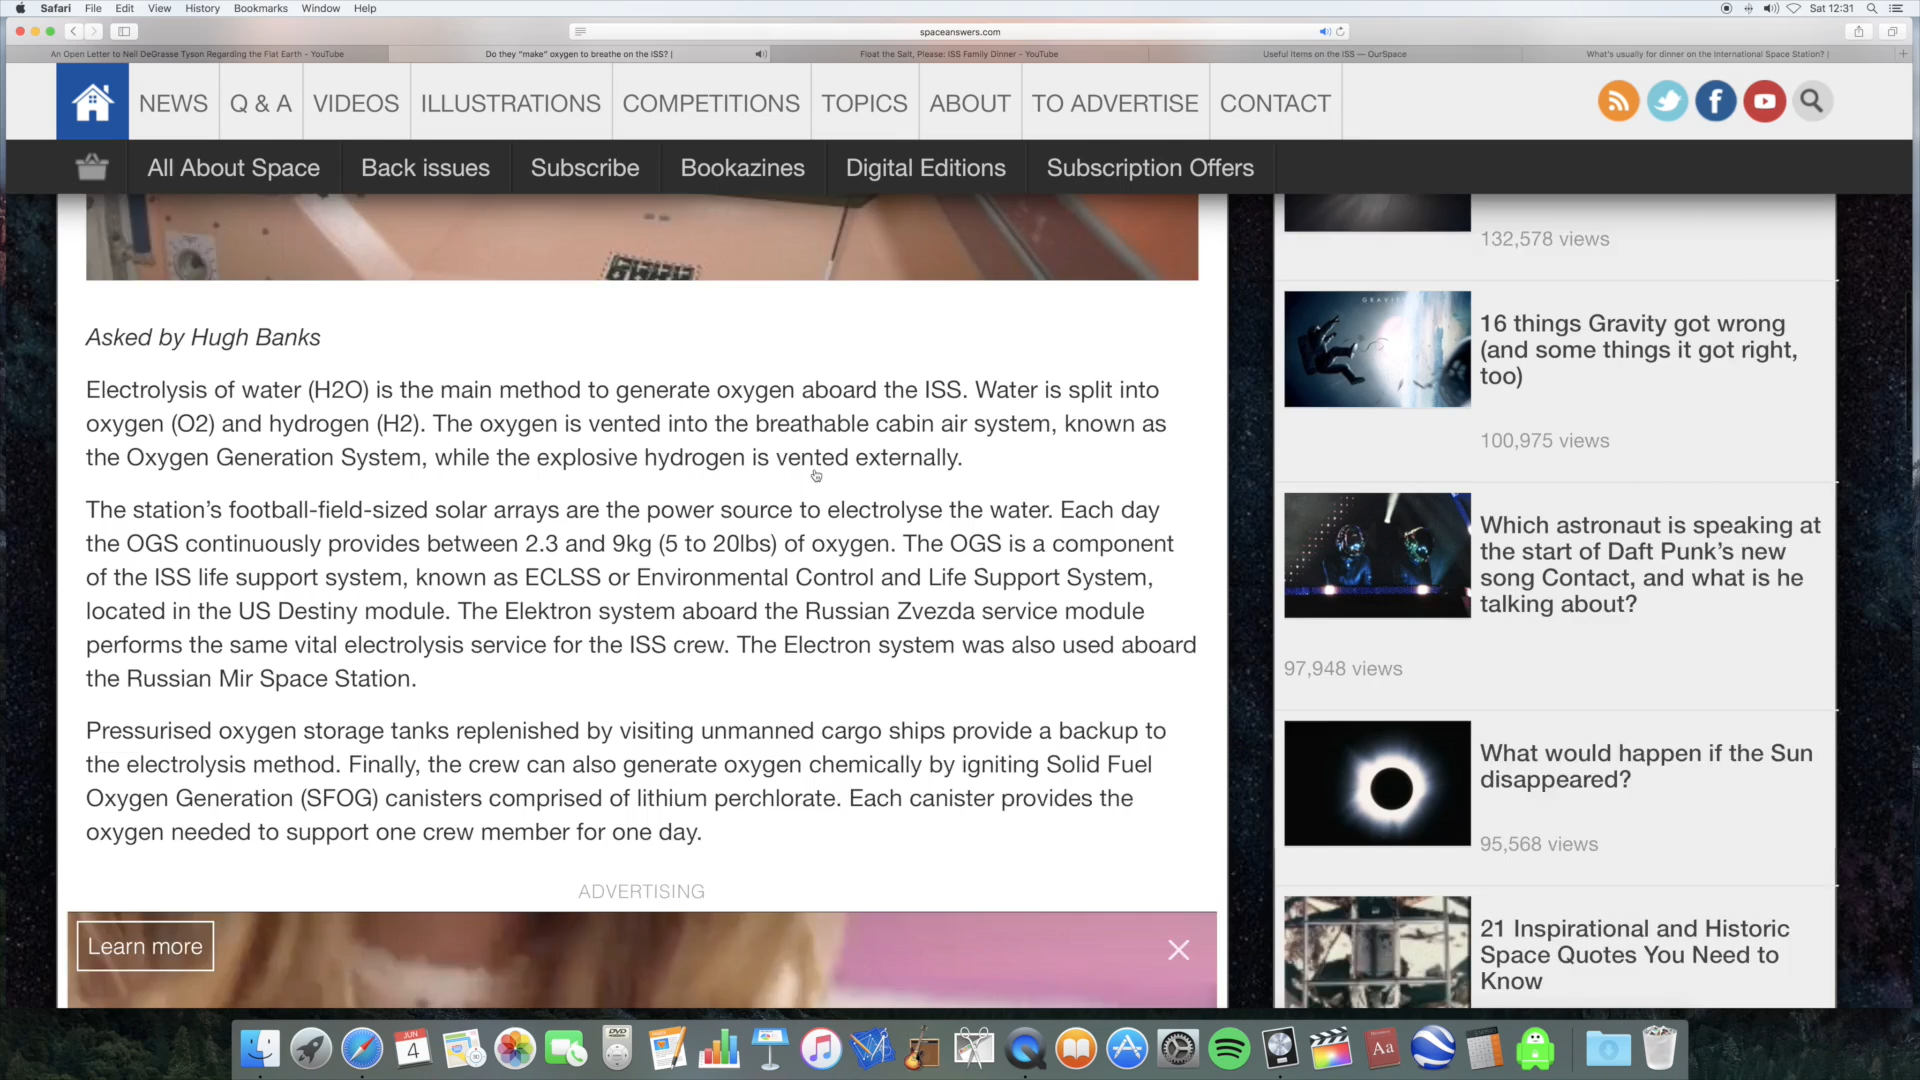 Safari File Edit View History Bookmarks Window Help Sat 12:31
spaceanswers.com
An Open Letter to Neil DeGrasse Tyson Regarding the Flat Earth - YouTube
Do they “make” oxygen to breathe on the ISS? |
Float the Salt, Please: ISS Family Dinner - YouTube
Useful Items on the ISS — OurSpace
What's usually for dinner on the International Space Station? |
NEWS Q & A VIDEOS ILLUSTRATIONS COMPETITIONS TOPICS ABOUT TO ADVERTISE CONTACT
All About Space Back issues Subscribe Bookazines Digital Editions Subscription Offers
Asked by Hugh Banks
Electrolysis of water (H2O) is the main method to generate oxygen aboard the ISS. Water is split into
oxygen (O2) and hydrogen (H2). The oxygen is vented into the breathable cabin air system, known as
the Oxygen Generation System, while the explosive hydrogen is vented externally.
The station’s football-field-sized solar arrays are the power source to electrolyse the water. Each day
the OGS continuously provides between 2.3 and 9kg (5 to 20lbs) of oxygen. The OGS is a component
of the ISS life support system, known as ECLSS or Environmental Control and Life Support System,
located in the US Destiny module. The Elektron system aboard the Russian Zvezda service module
performs the same vital electrolysis service for the ISS crew. The Electron system was also used aboard
the Russian Mir Space Station.
Pressurised oxygen storage tanks replenished by visiting unmanned cargo ships provide a backup to
the electrolysis method. Finally, the crew can also generate oxygen chemically by igniting Solid Fuel
Oxygen Generation (SFOG) canisters comprised of lithium perchlorate. Each canister provides the
oxygen needed to support one crew member for one day.
ADVERTISING
Learn more
132,578 views
GRAVI
16 things Gravity got wrong
(and some things it got right,
too)
100,975 views
Which astronaut is speaking at
the start of Daft Punk’s new
song Contact, and what is he
talking about?
97,948 views
What would happen if the Sun
disappeared?
95,568 views
21 Inspirational and Historic
Space Quotes You Need to
Know
JUN
4
DVD
Aa